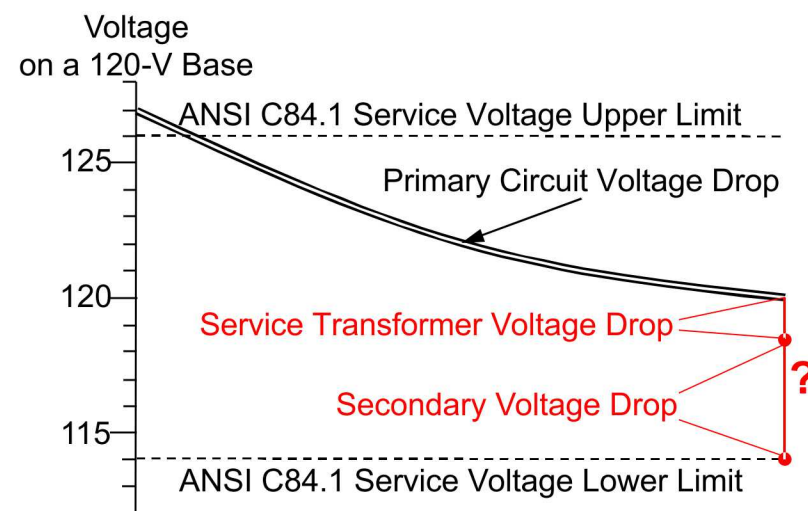 Voltage
on a 120-V Base
ANSI C84.1 Service Voltage Upper Limit
125
Primary Circuit Voltage Drop
120
Service Transformer Voltage Drop
?
Secondary Voltage Drop
115
ANSI C84.1 Service Voltage Lower Limit